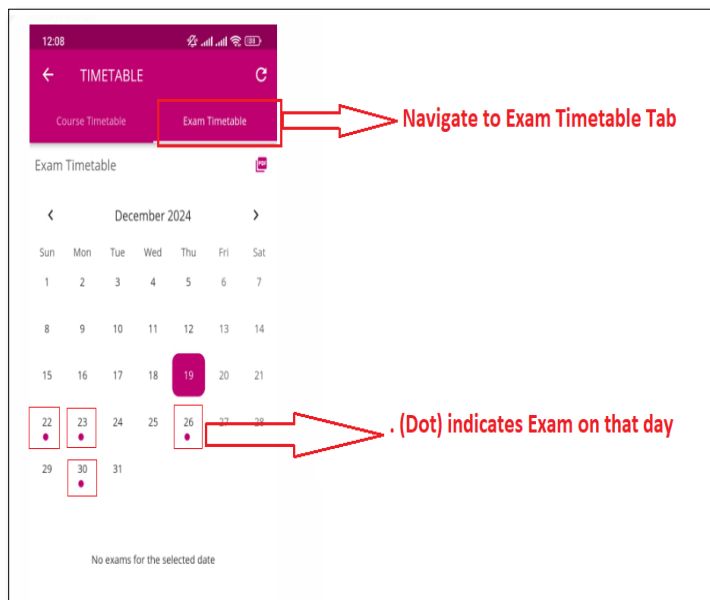 12:08
TIMETABLE
Course Timetable Exam Timetable
Navigate to Exam Timetable Tab
Exam Timetable PDF
December 2024
Sun Mon Tue Wed Thu Fri Sat
1 2 3 4 5 6 7
8 9 10 11 12 13 14
15 16 17 18 19 20 21
22 23 24 25 26 27 28
. (Dot) indicates Exam on that day
29 30 31
No exams for the selected date